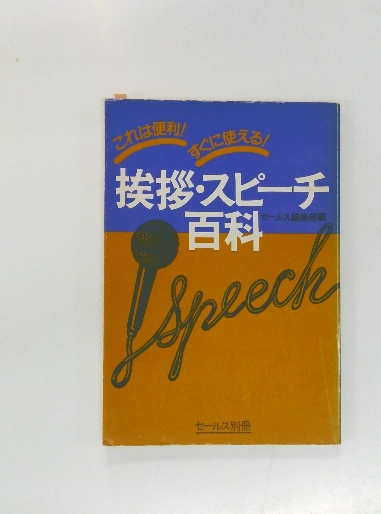 これは便利！
すぐに使える！
挨拶・スピーチ
百科
セールス編集部編
Speech
セールス別冊